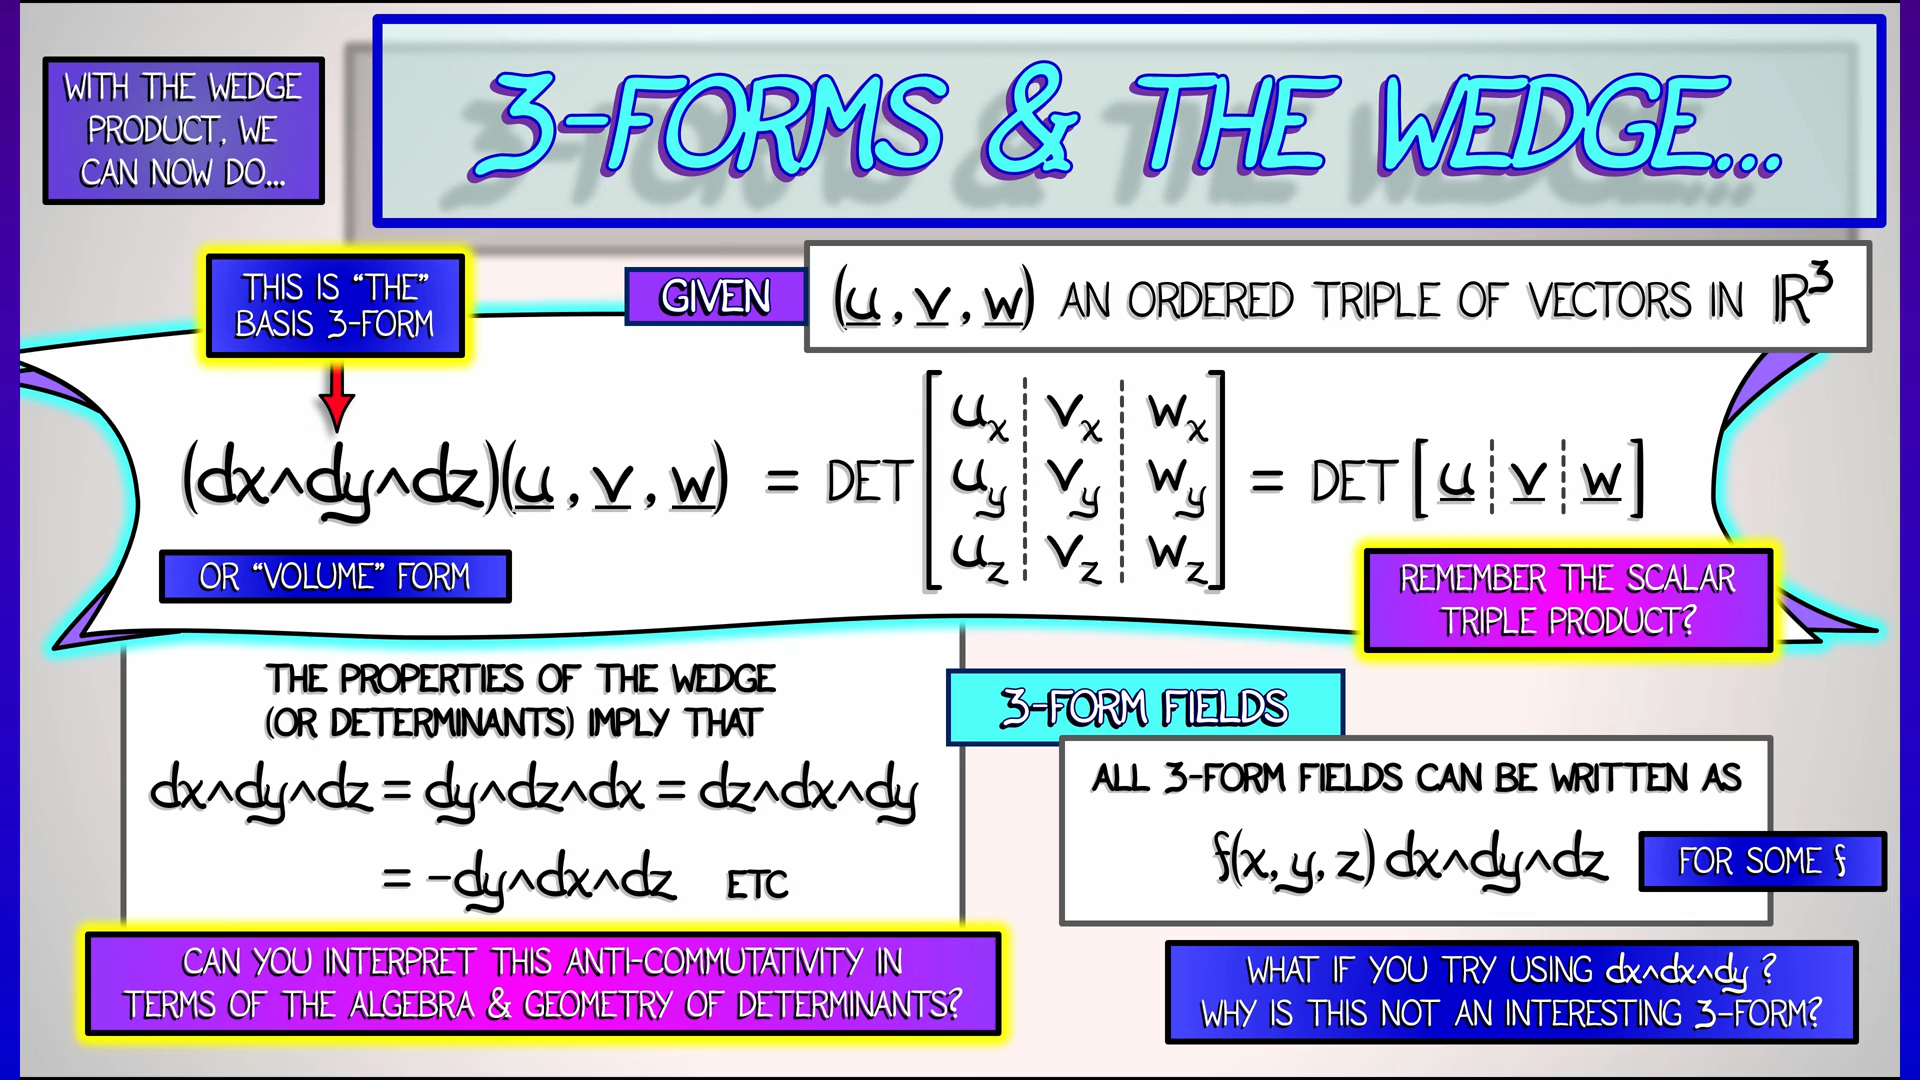 WITH THE WEDGE
PRODUCT, WE
CAN NOW DO...
3-FORMS & THE WEDGE...
THIS IS "THE"
BASIS 3-FORM
GIVEN
(u, v, w) AN ORDERED TRIPLE OF VECTORS IN ℝ³
(dx∧dy∧dz)(u, v, w) = DET [u_x ¦ v_x ¦ w_x
u_y ¦ v_y ¦ w_y
u_z ¦ v_z ¦ w_z] = DET [u ¦ v ¦ w]
OR "VOLUME" FORM
REMEMBER THE SCALAR
TRIPLE PRODUCT?
THE PROPERTIES OF THE WEDGE
(OR DETERMINANTS) IMPLY THAT
dx∧dy∧dz = dy∧dz∧dx = dz∧dx∧dy
= -dy∧dx∧dz ETC
CAN YOU INTERPRET THIS ANTI-COMMUTATIVITY IN
TERMS OF THE ALGEBRA & GEOMETRY OF DETERMINANTS?
3-FORM FIELDS
ALL 3-FORM FIELDS CAN BE WRITTEN AS
f(x, y, z) dx∧dy∧dz
FOR SOME f
WHAT IF YOU TRY USING dx∧dx∧dy ?
WHY IS THIS NOT AN INTERESTING 3-FORM?